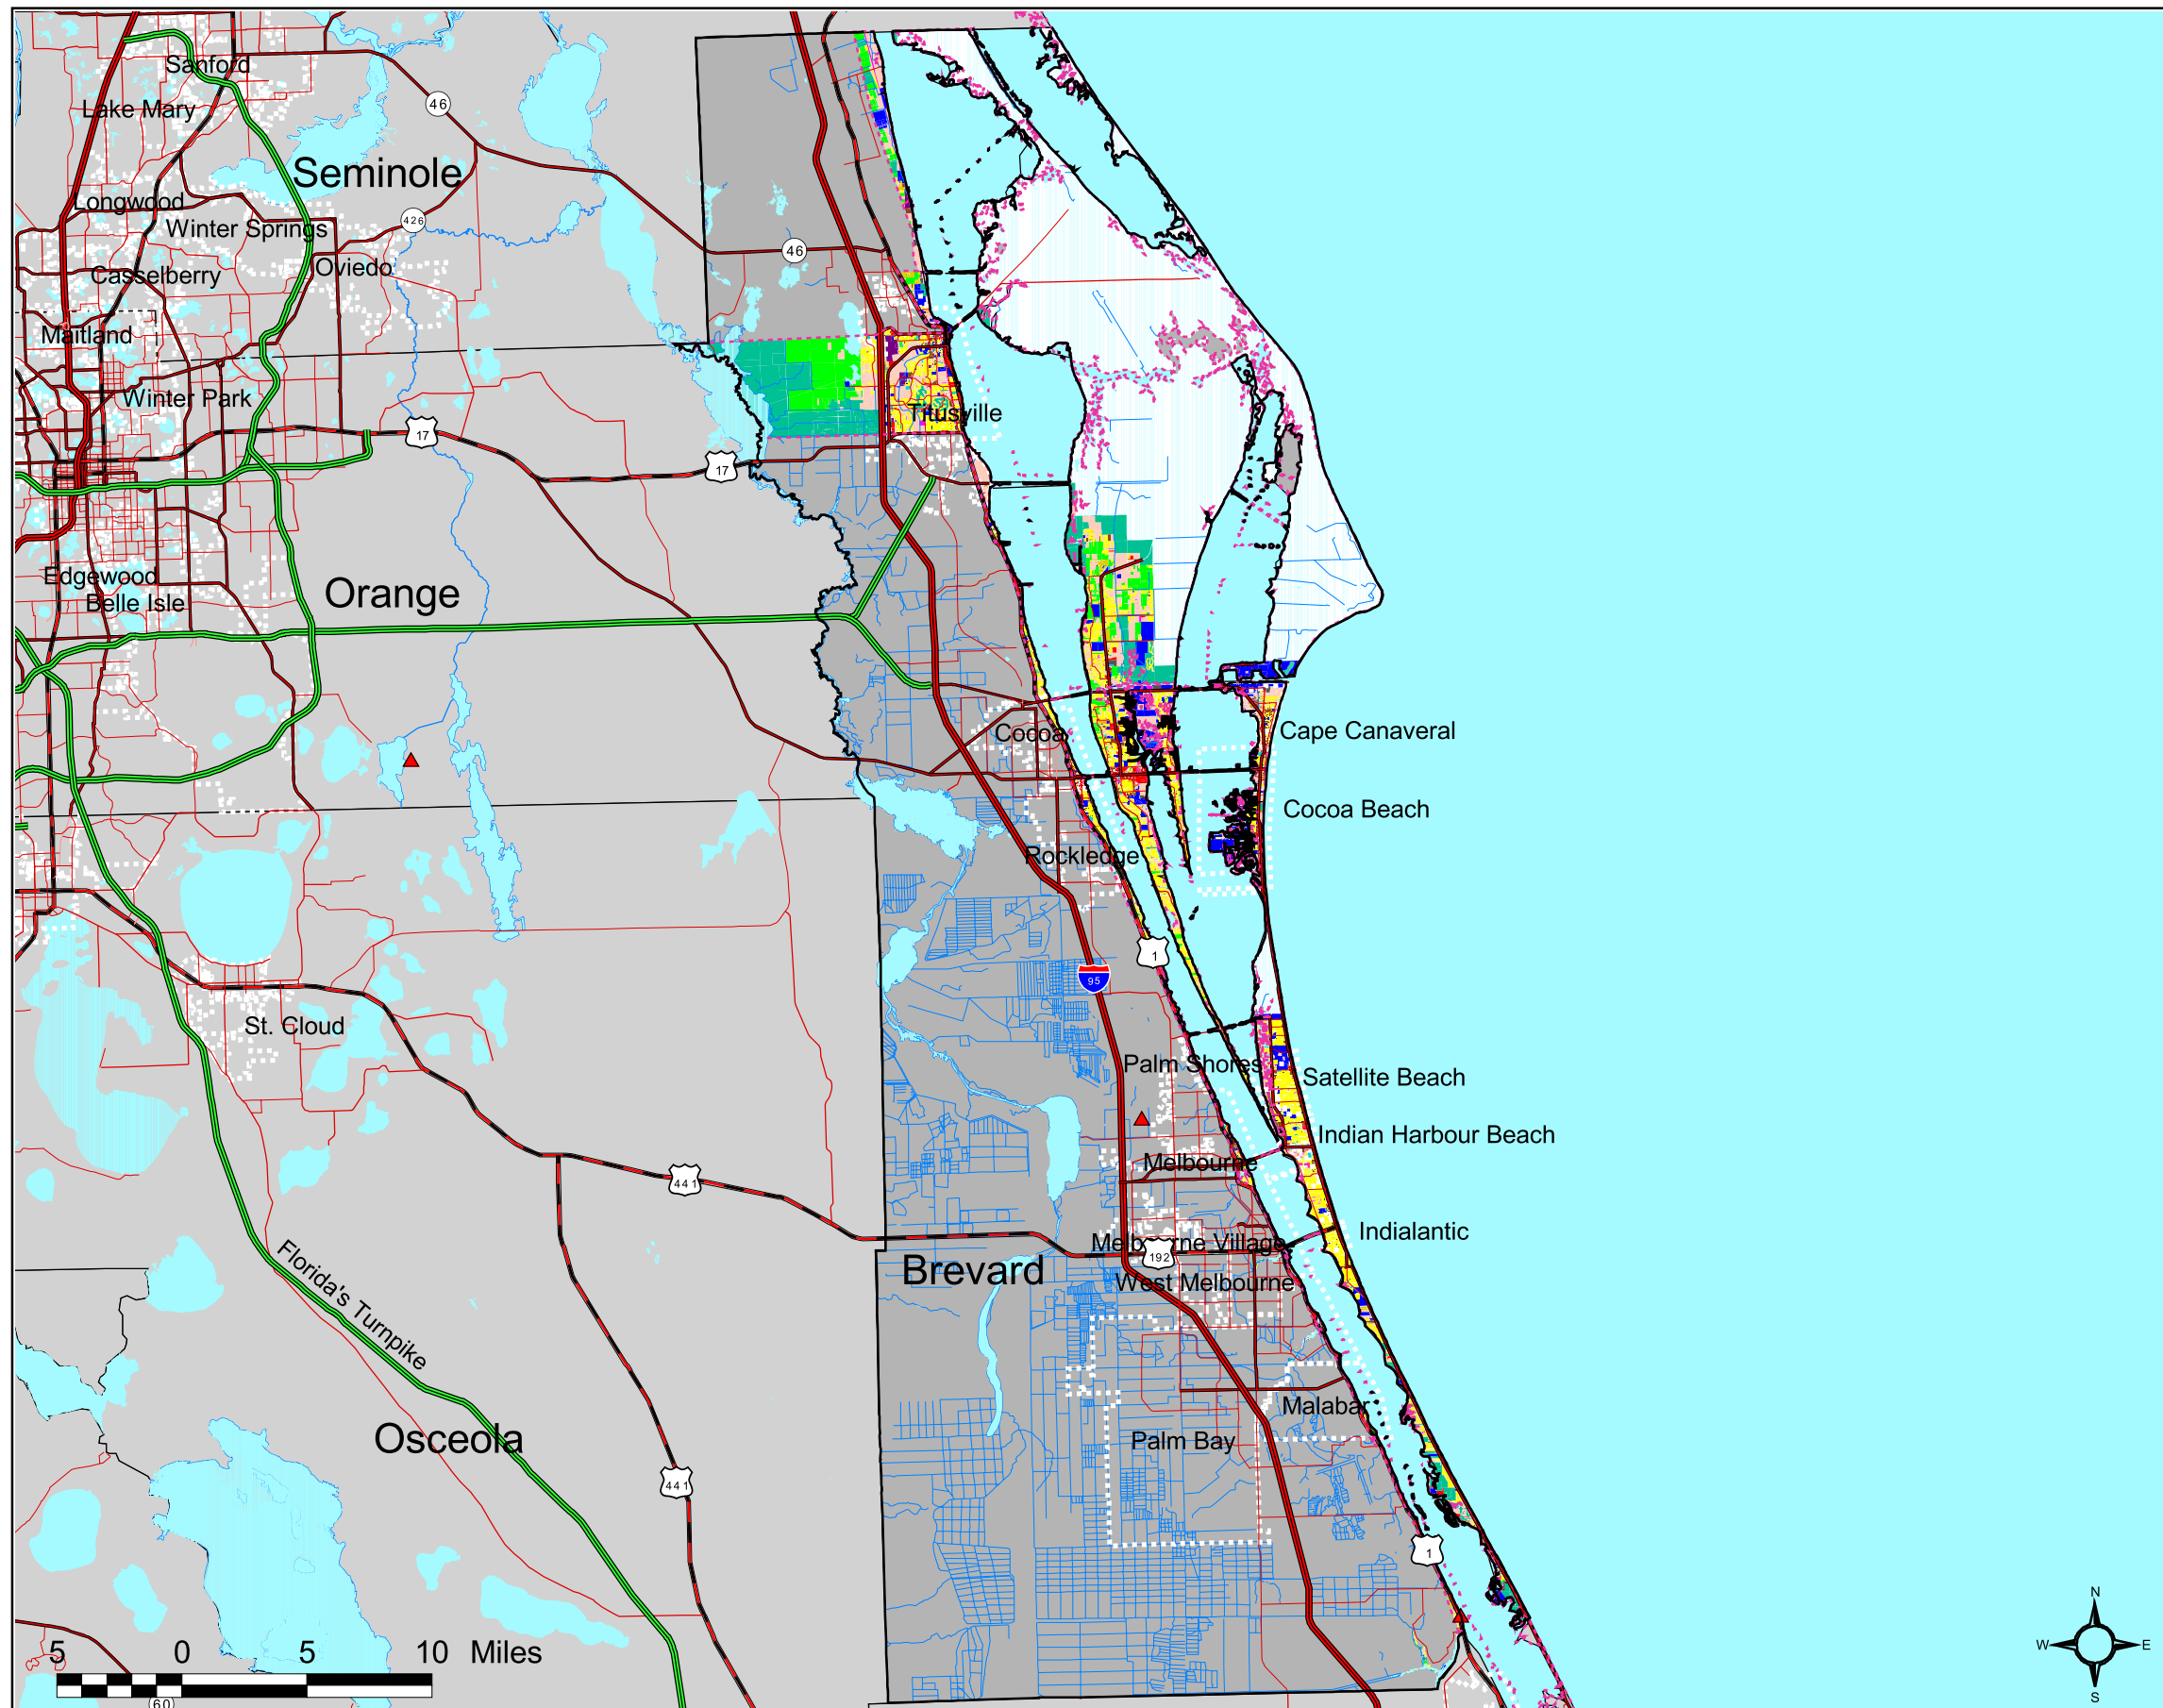 Sanford
Lake Mary
46
Seminole
Longwood
426
Winter Springs
46
Oviedo
Casselberry
Maitland
Winter Park
Titusville
17
17
Edgewood
Orange
Belle Isle
Cocoa
Cape Canaveral
Cocoa Beach
Rockledge
1
95
St. Cloud
Palm Shores
Satellite Beach
Indian Harbour Beach
Melbourne
441
Indialantic
Melbourne Village
192
Brevard
West Melbourne
Florida's Turnpike
Malabar
Osceola
Palm Bay
441
1
N
W E
S
5 0 5 10 Miles
60